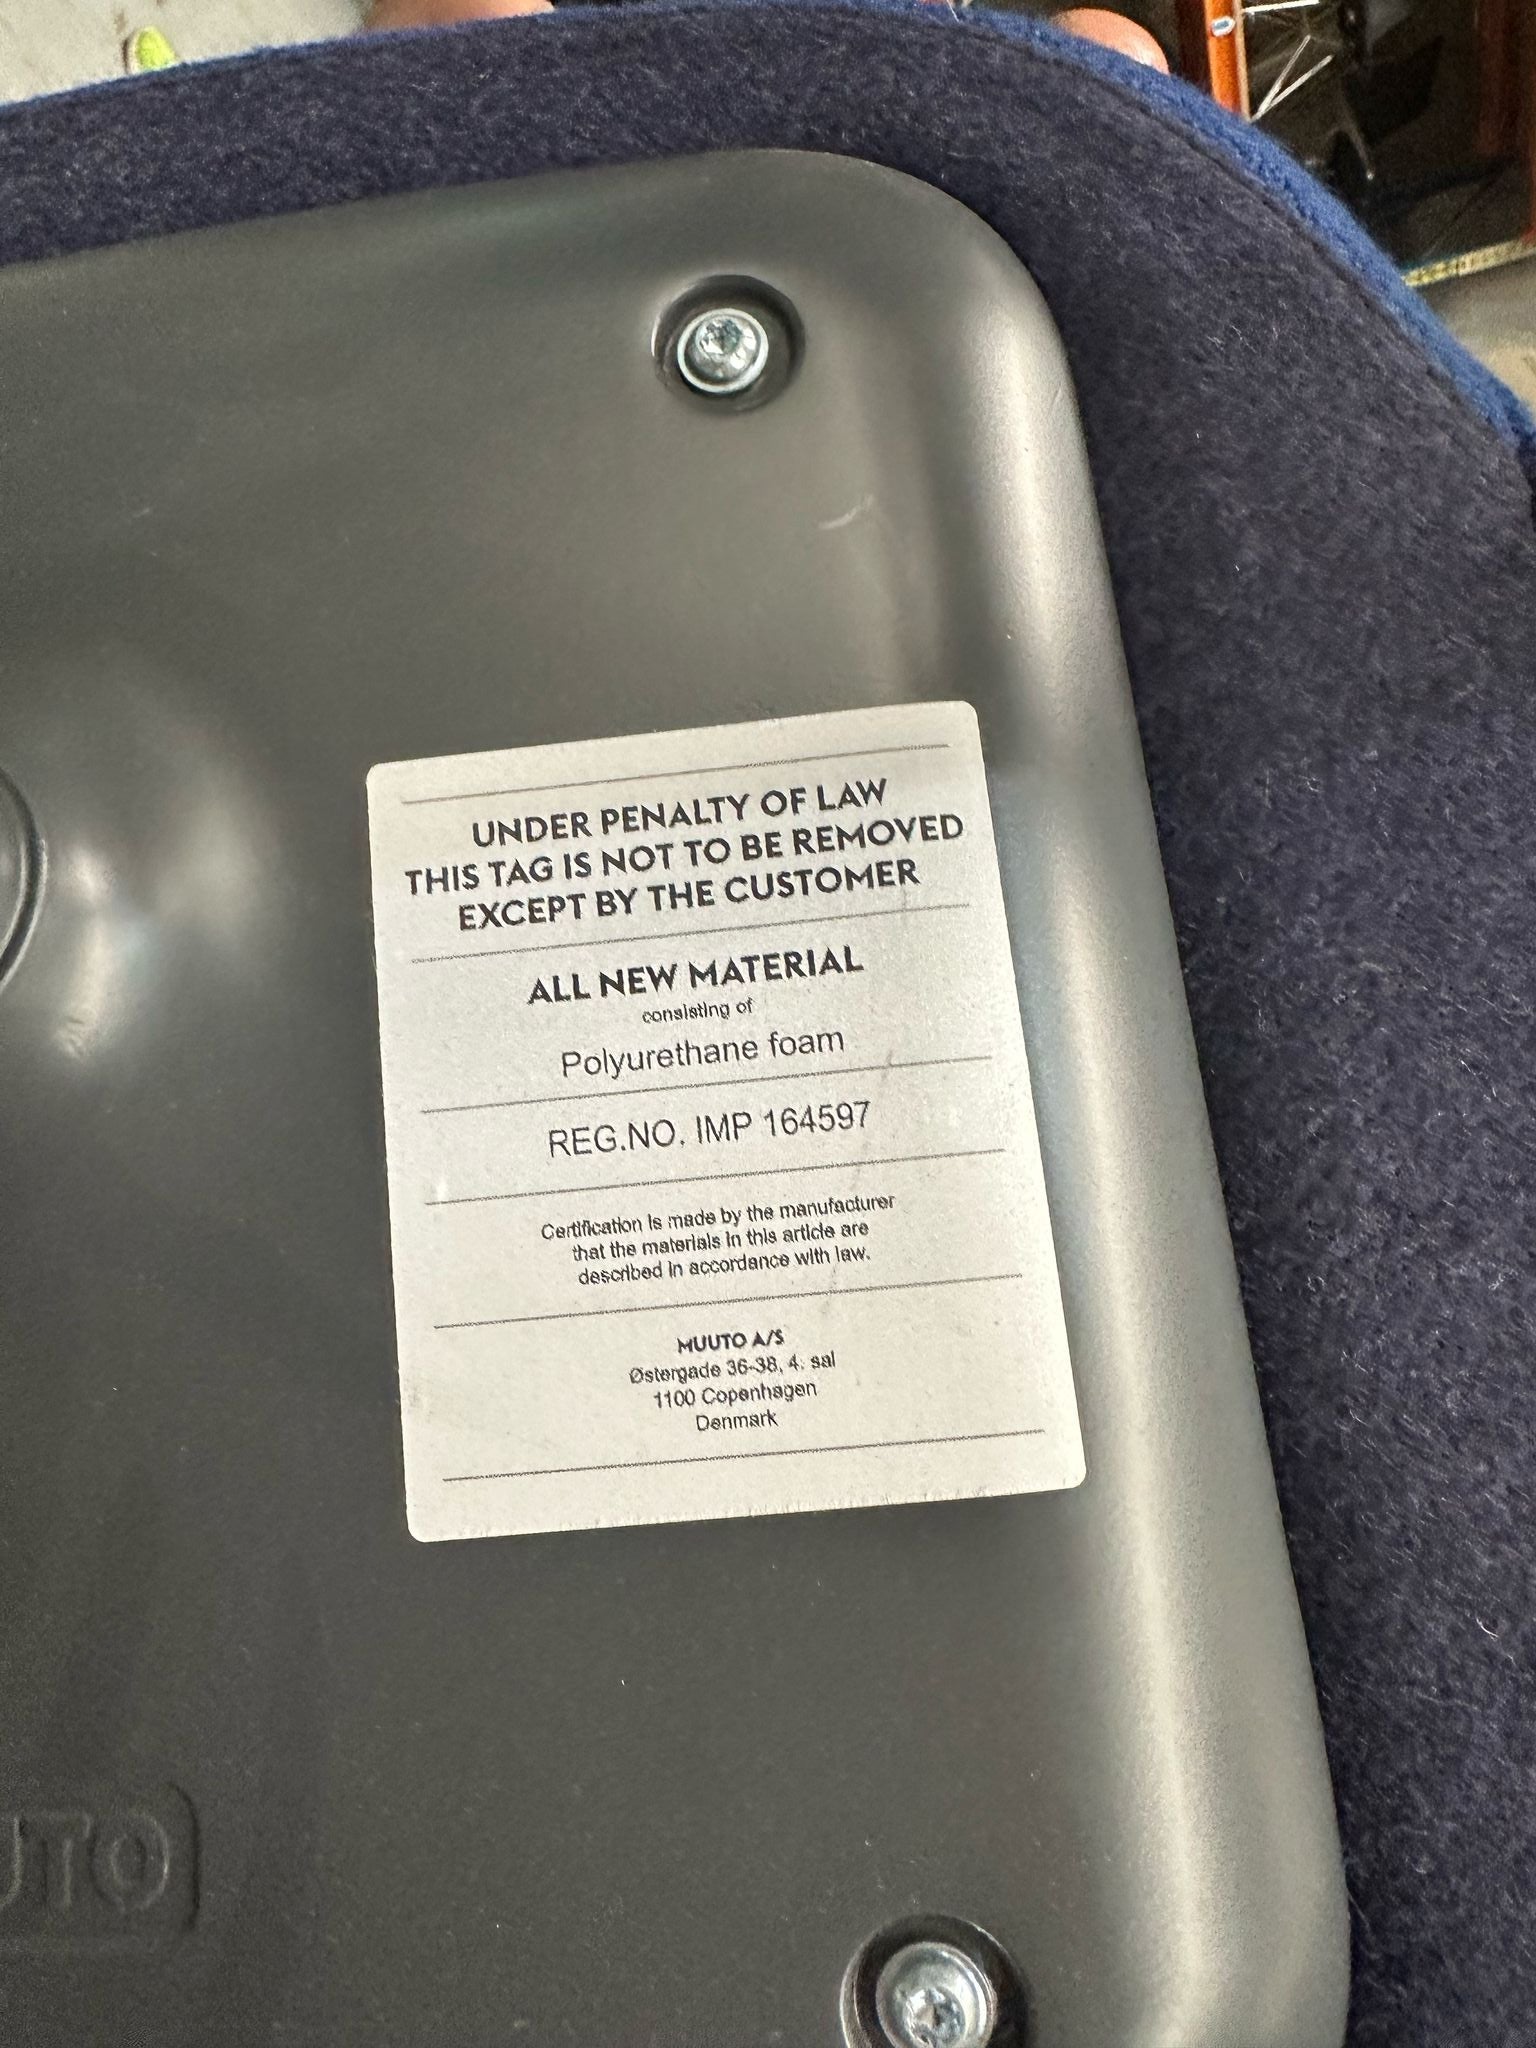 UNDER PENALTY OF LAW
THIS TAG IS NOT TO BE REMOVED
EXCEPT BY THE CUSTOMER
ALL NEW MATERIAL
consisting of
Polyurethane foam
REG.NO. IMP 164597
Certification is made by the manufacturer
that the materials in this article are
described in accordance with law.
MUUTO A/S
Østergade 36-38, 4. sal
1100 Copenhagen
Denmark
UTO